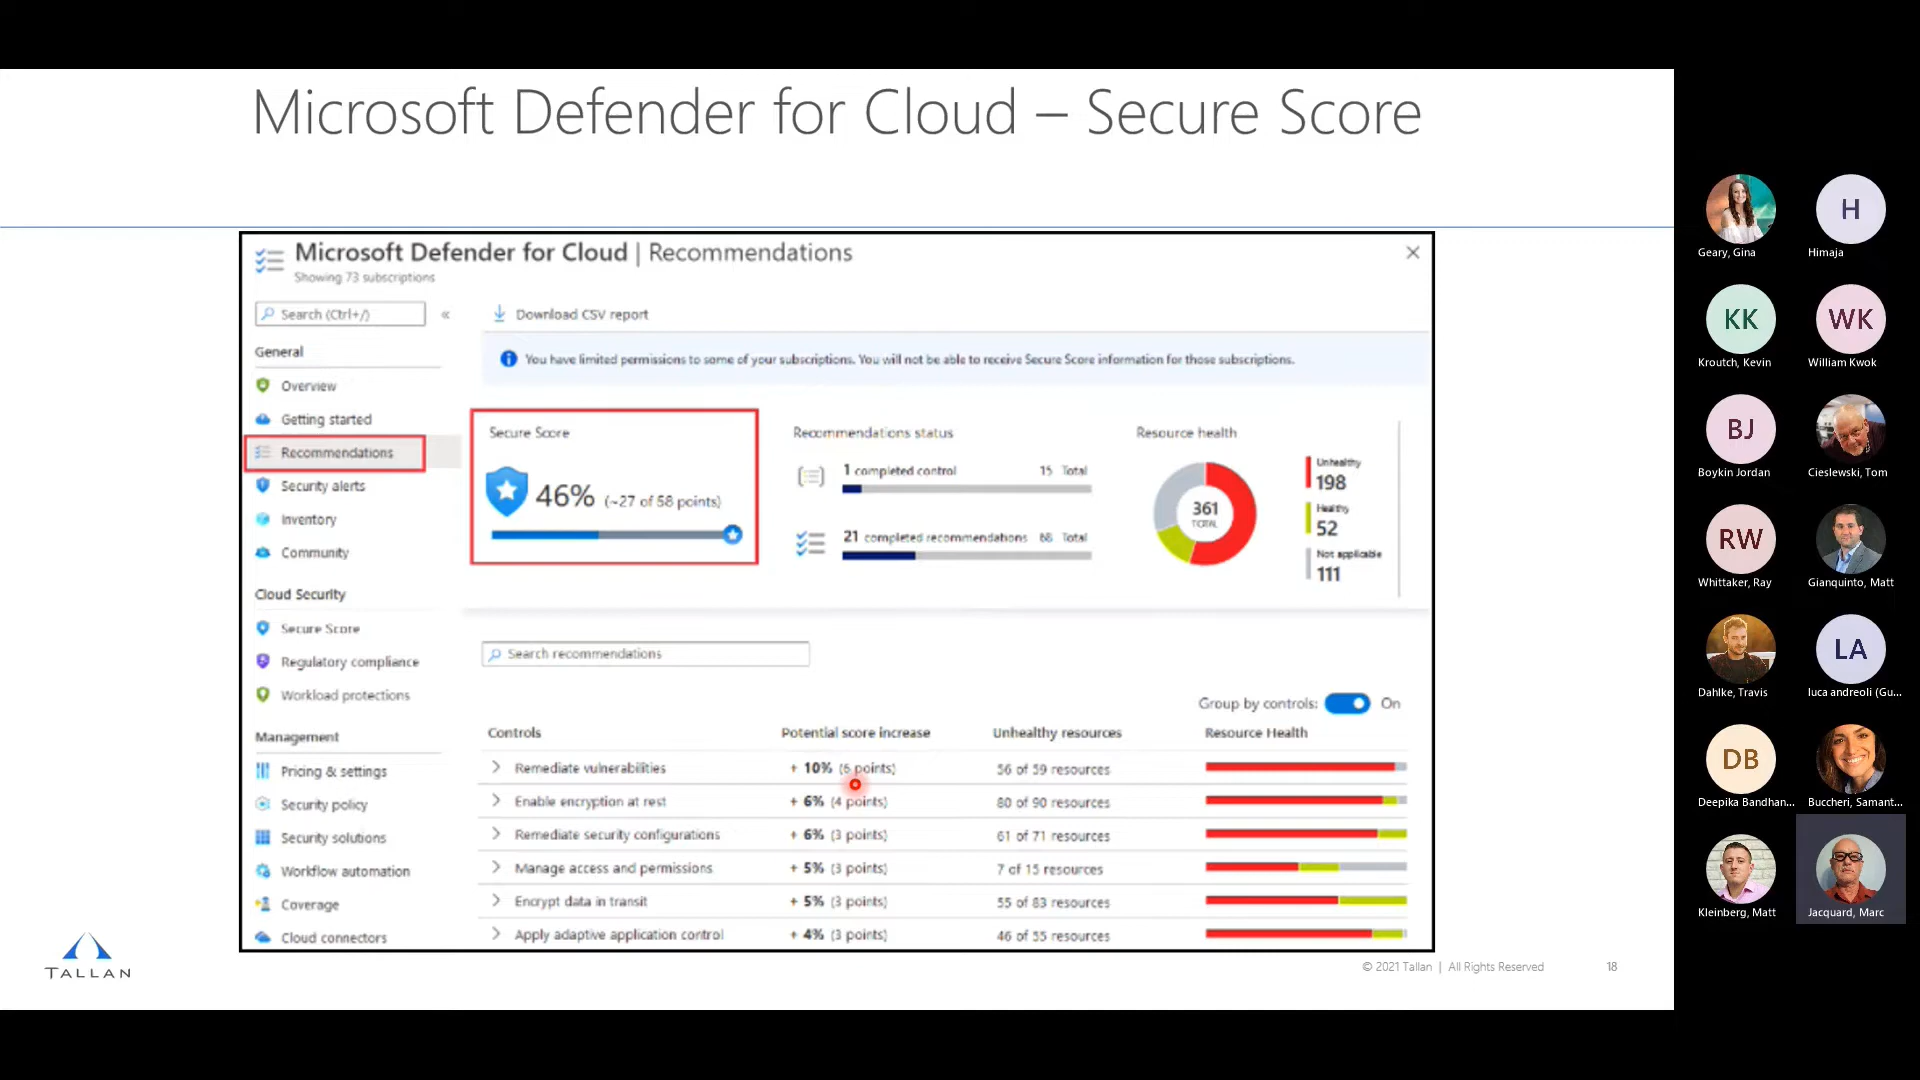 Microsoft Defender for Cloud – Secure Score
Microsoft Defender for Cloud | Recommendations
Showing 73 subscriptions
Search (Ctrl+/)
«
Download CSV report
You have limited permissions to some of your subscriptions. You will not be able to receive Secure Score information for those subscriptions.
General
Overview
Getting started
Recommendations
Security alerts
Inventory
Community
Cloud Security
Secure Score
Regulatory compliance
Workload protections
Management
Pricing & settings
Security policy
Security solutions
Workflow automation
Coverage
Cloud connectors
Secure Score
46% (~27 of 58 points)
Recommendations status
1 completed control 15 Total
21 completed recommendations 68 Total
Resource health
361
TOTAL
Unhealthy
198
Healthy
52
Not applicable
111
Search recommendations
Group by controls: On
Controls Potential score increase Unhealthy resources Resource Health
Remediate vulnerabilities + 10% (6 points) 56 of 59 resources
Enable encryption at rest + 6% (4 points) 80 of 90 resources
Remediate security configurations + 6% (3 points) 61 of 71 resources
Manage access and permissions + 5% (3 points) 7 of 15 resources
Encrypt data in transit + 5% (3 points) 55 of 83 resources
Apply adaptive application control + 4% (3 points) 46 of 55 resources
TALLAN
© 2021 Tallan | All Rights Reserved 18
Geary, Gina
H
Himaja
KK
Kroutch, Kevin
WK
William Kwok
BJ
Boykin Jordan
Cieslewski, Tom
RW
Whittaker, Ray
Gianquinto, Matt
Dahlke, Travis
LA
luca andreoli (Gu...
DB
Deepika Bandhan...
Buccheri, Samant...
Kleinberg, Matt
Jacquard, Marc